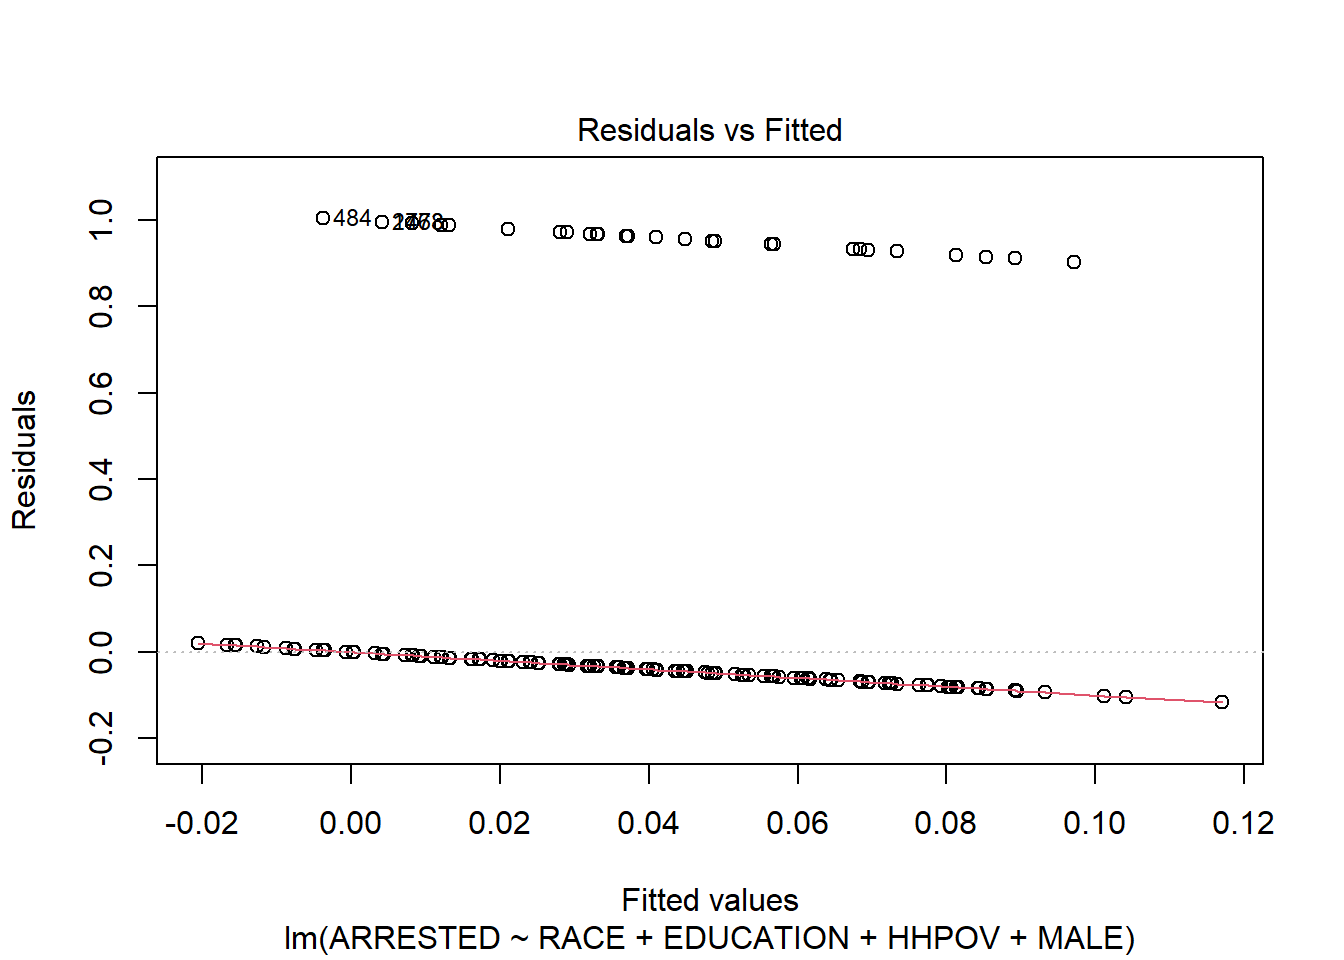 Residuals vs Fitted
Residuals
1.0
0.8
0.6
0.4
0.2
0.0
-0.2
484
-0.02 0.00 0.02 0.04 0.06 0.08 0.10 0.12
Fitted values
lm(ARRESTED ~ RACE + EDUCATION + HHPOV + MALE)